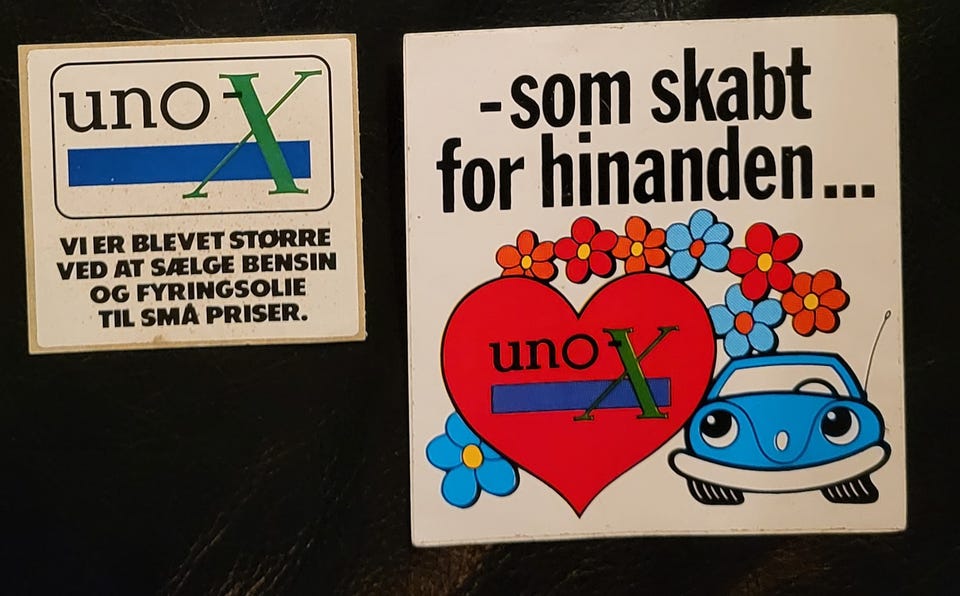 uno-X
VI ER BLEVET STØRRE
VED AT SÆLGE BENSIN
OG FYRINGSOLIE
TIL SMÅ PRISER.
-som skabt
for hinanden...
uno-X